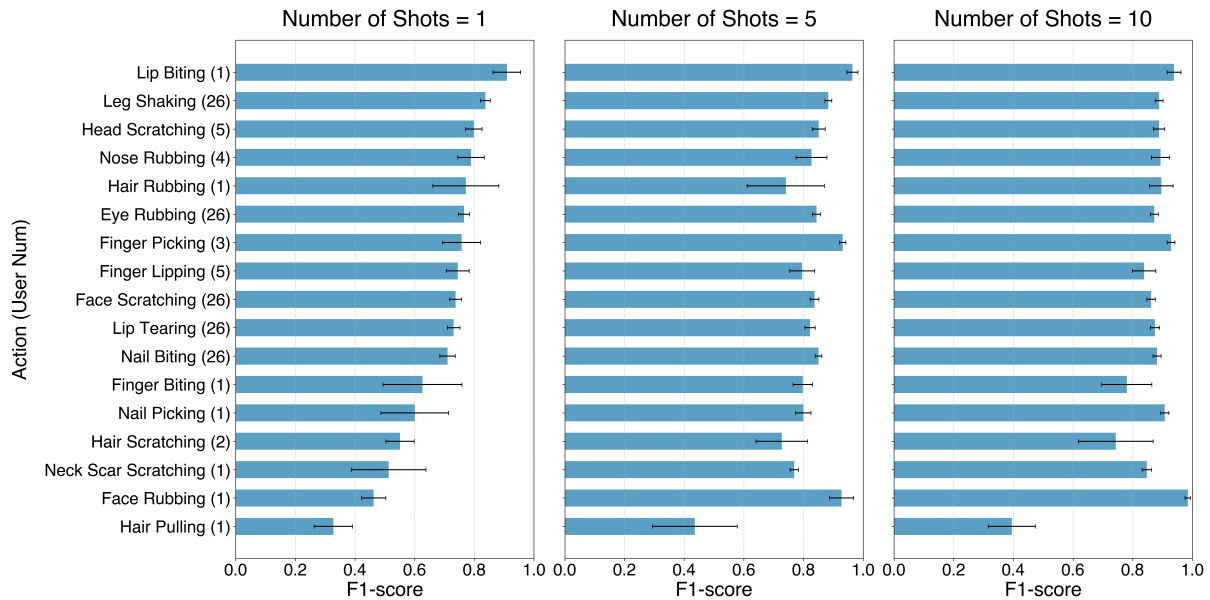 Number of Shots = 1
Number of Shots = 5
Number of Shots = 10
Action (User Num)
Lip Biting (1)
Leg Shaking (26)
Head Scratching (5)
Nose Rubbing (4)
Hair Rubbing (1)
Eye Rubbing (26)
Finger Picking (3)
Finger Lipping (5)
Face Scratching (26)
Lip Tearing (26)
Nail Biting (26)
Finger Biting (1)
Nail Picking (1)
Hair Scratching (2)
Neck Scar Scratching (1)
Face Rubbing (1)
Hair Pulling (1)
0.0 0.2 0.4 0.6 0.8 1.0
F1-score
0.0 0.2 0.4 0.6 0.8 1.0
F1-score
0.0 0.2 0.4 0.6 0.8 1.0
F1-score